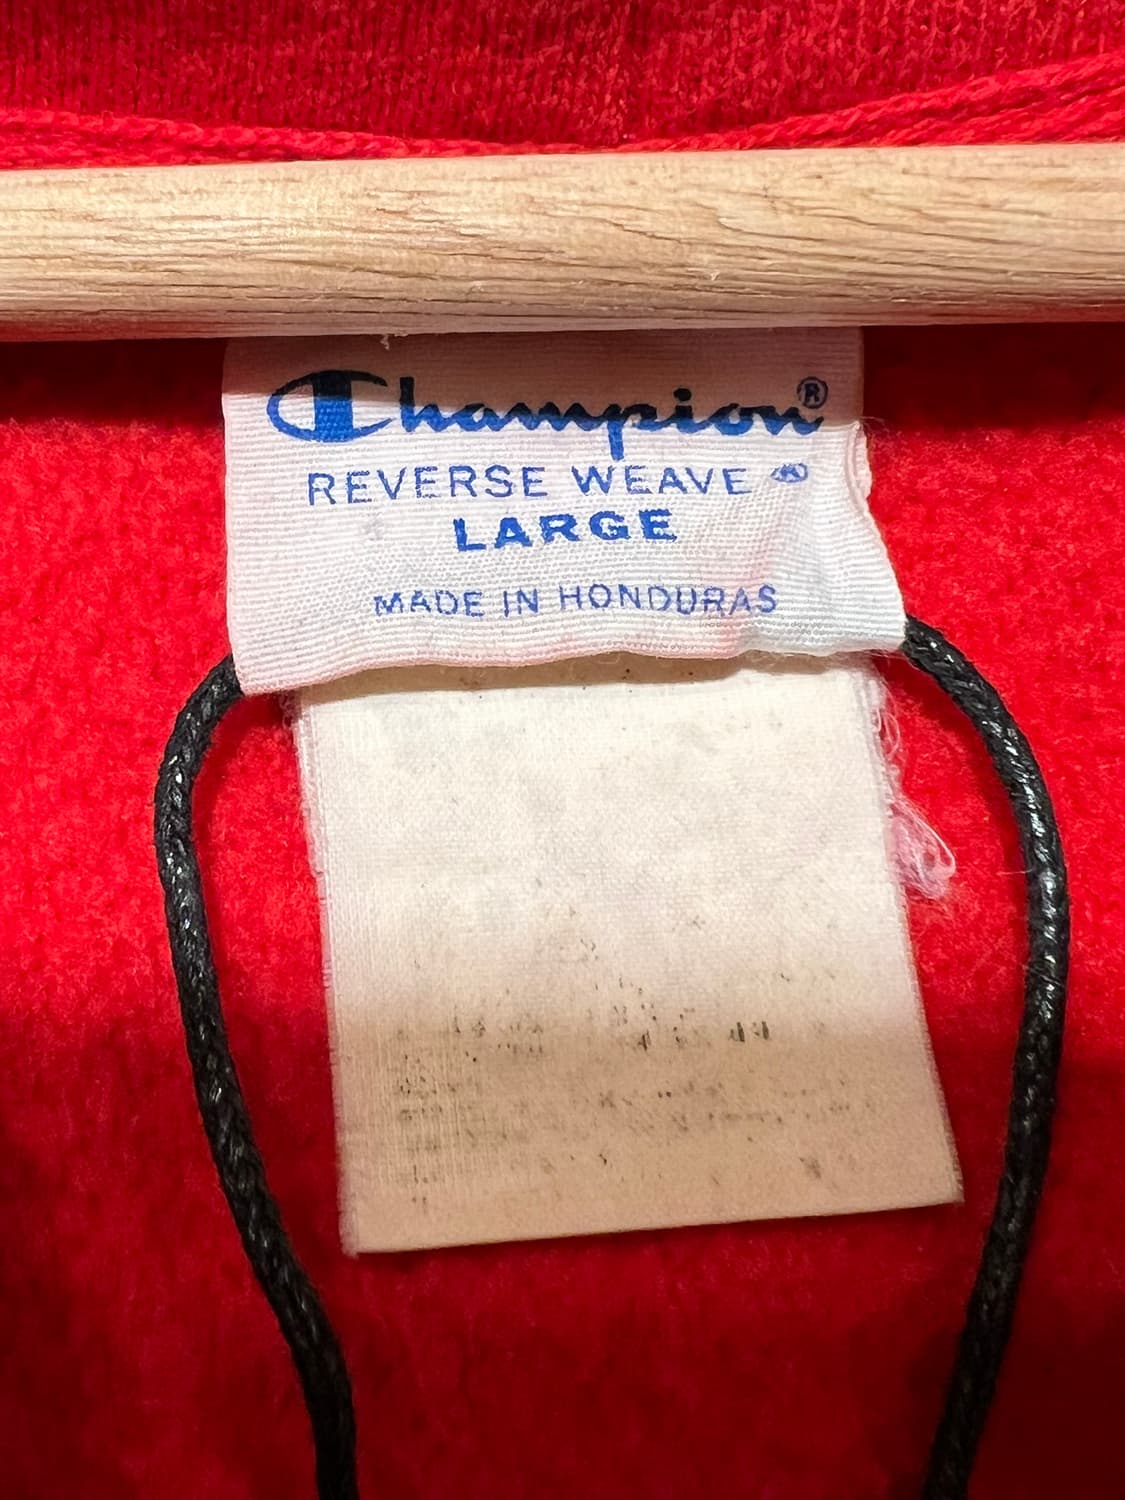 Champion®
REVERSE WEAVE ®
LARGE
MADE IN HONDURAS